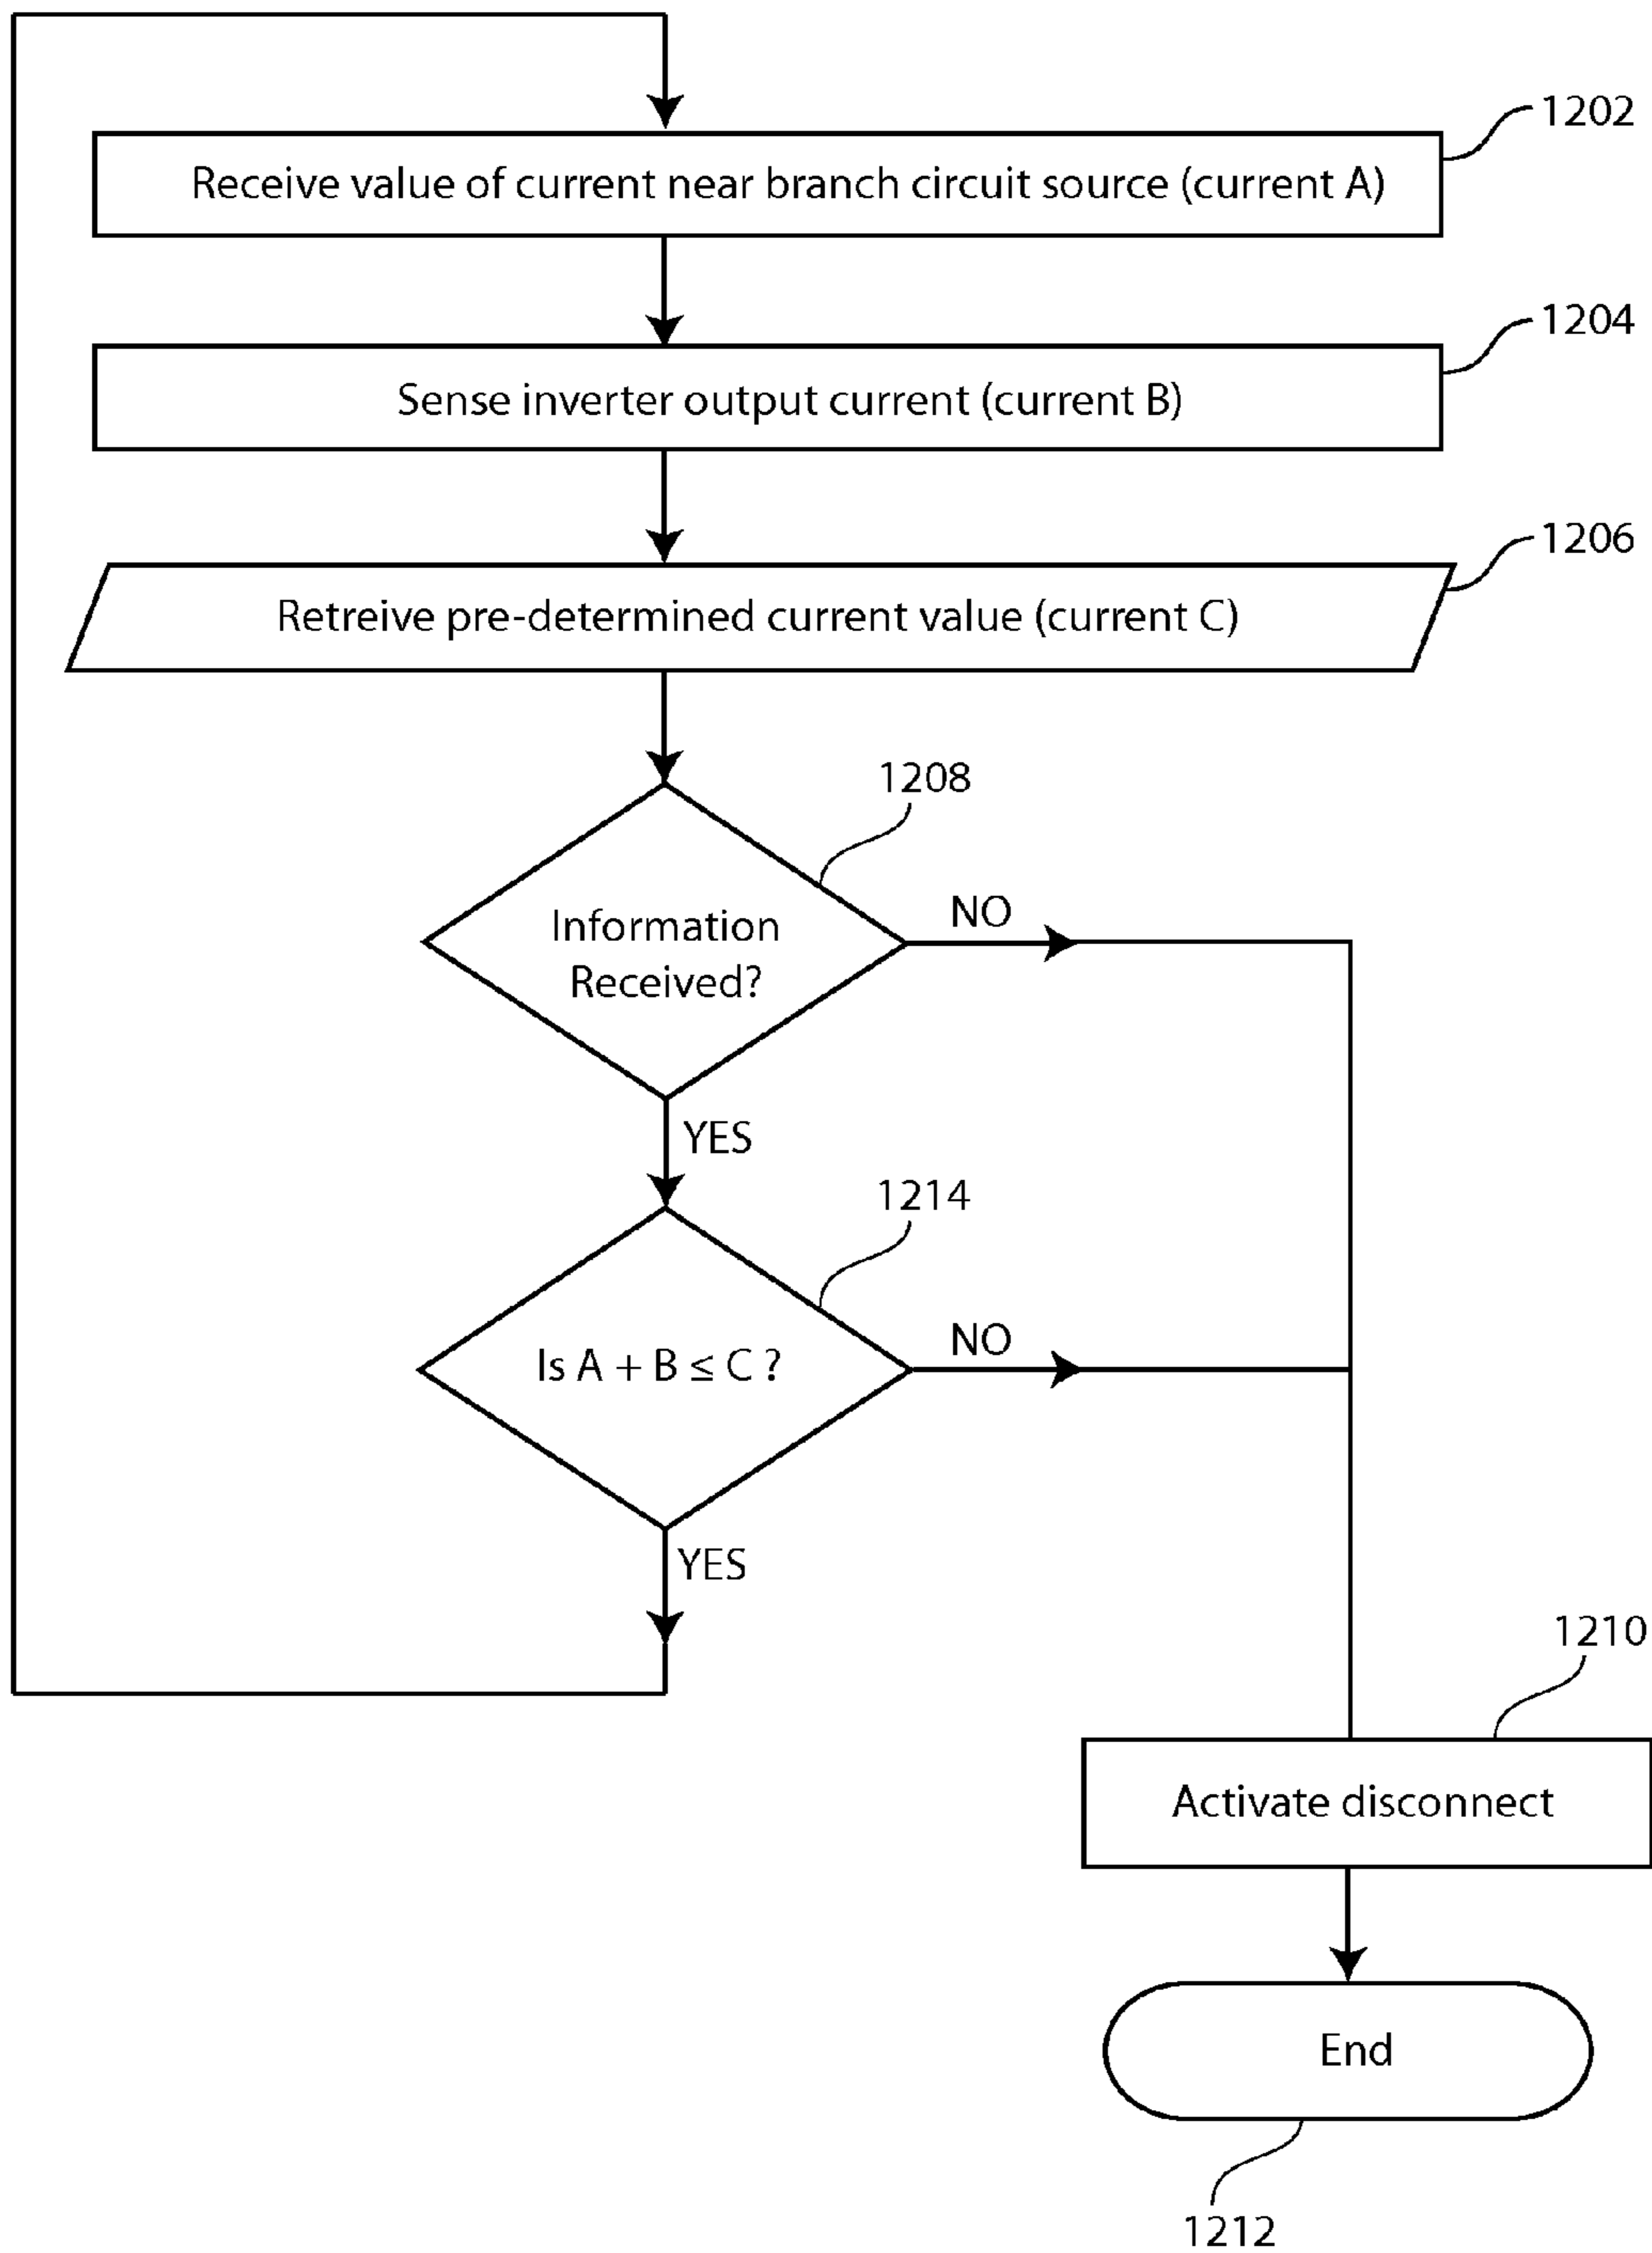 1202
Receive value of current near branch circuit source (current A)
1204
Sense inverter output current (current B)
1206
Retreive pre-determined current value (current C)
1208
Information
Received?
NO
YES
1214
Is A + B ≤ C ?
NO
YES
1210
Activate disconnect
End
1212